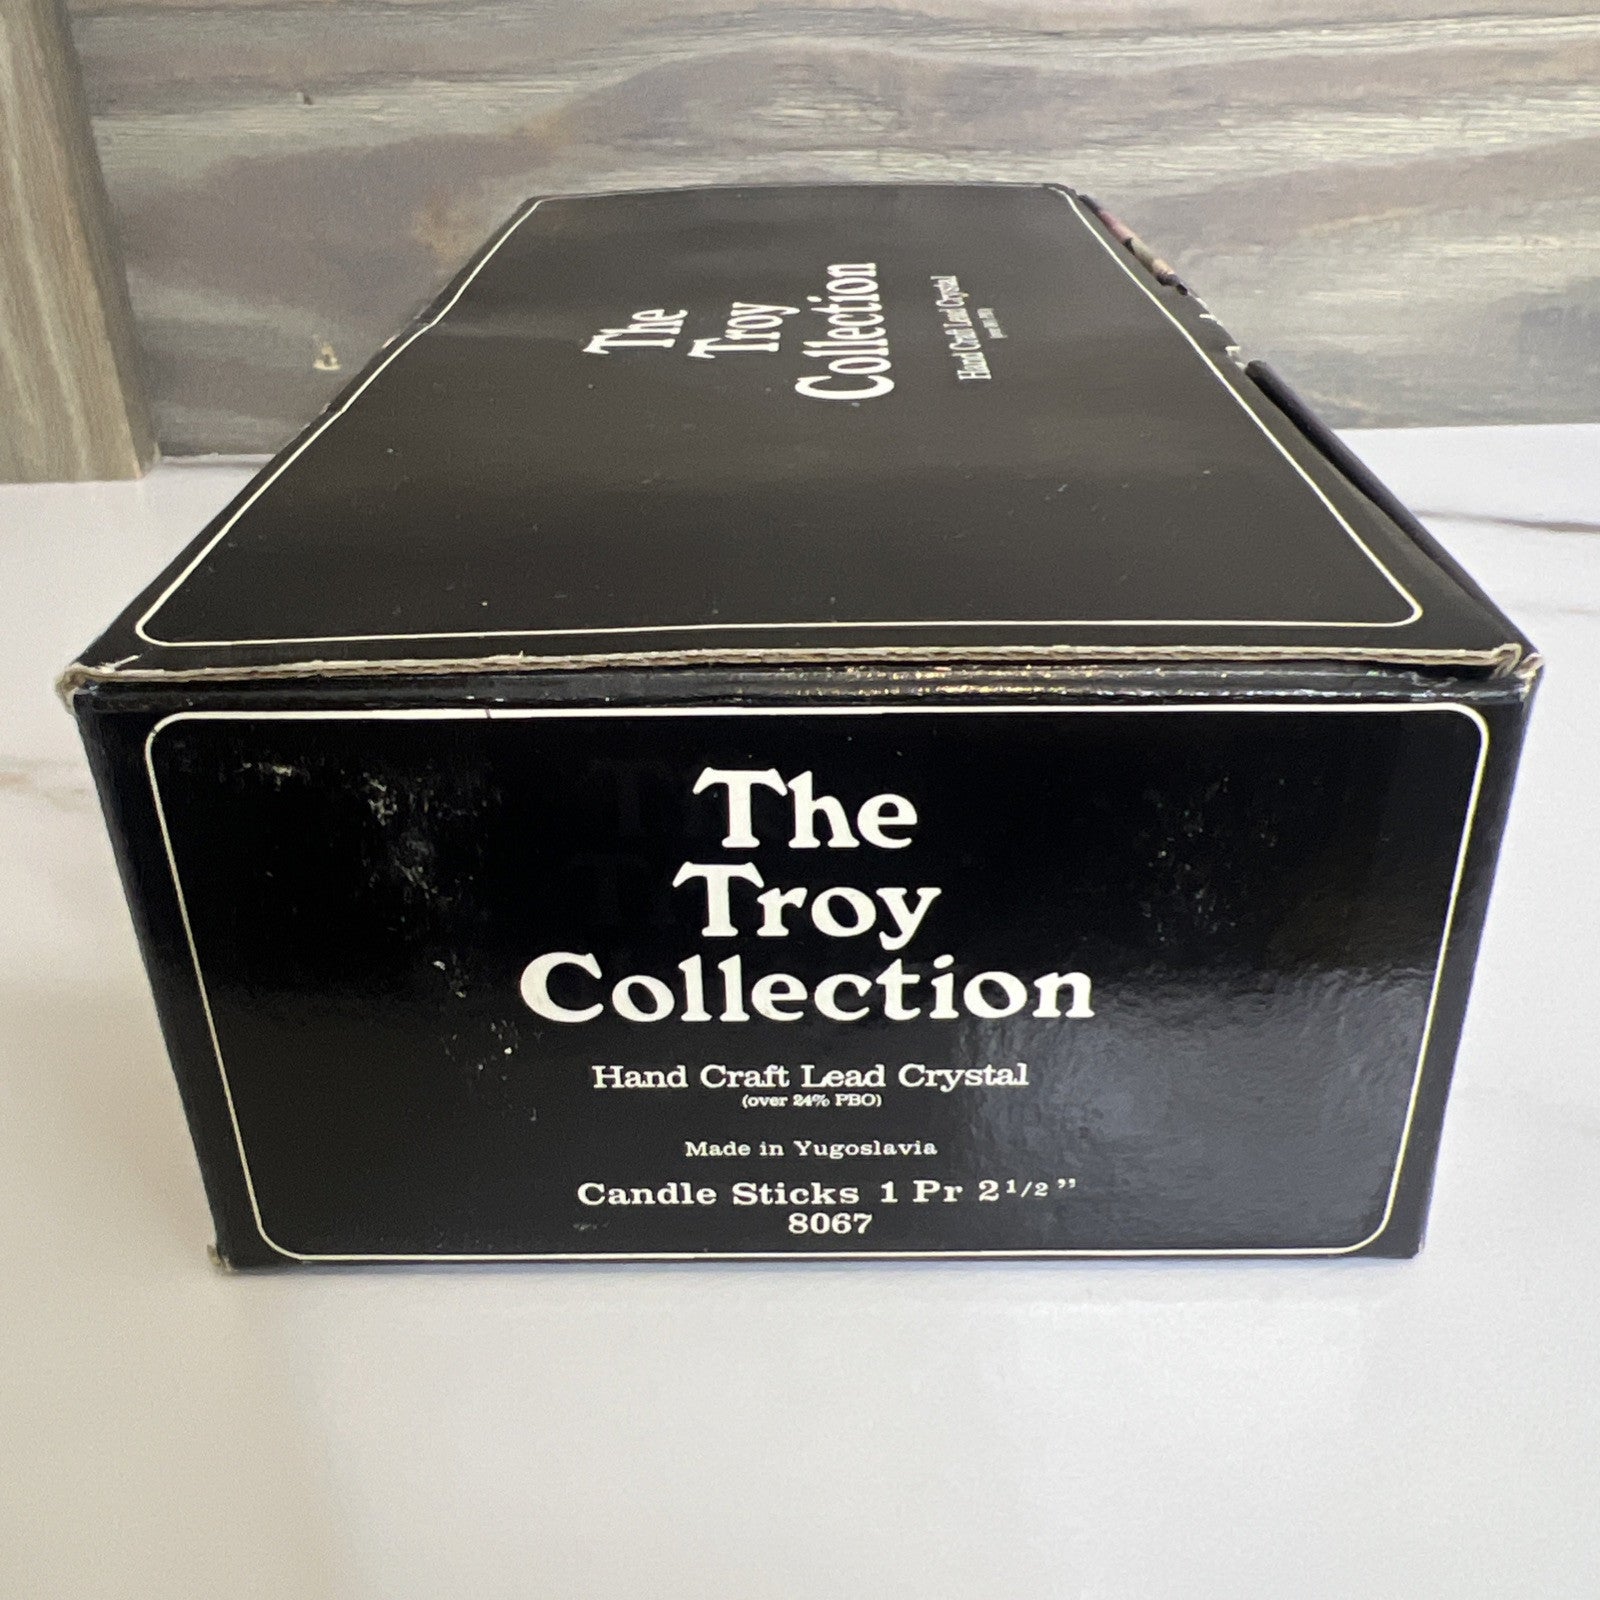 The
Troy
Collection
Hand Craft Lead Crystal
The
Troy
Collection
Hand Craft Lead Crystal
(over 24% PBO)
Made in Yugoslavia
Candle Sticks 1 Pr 2 1/2"
8067